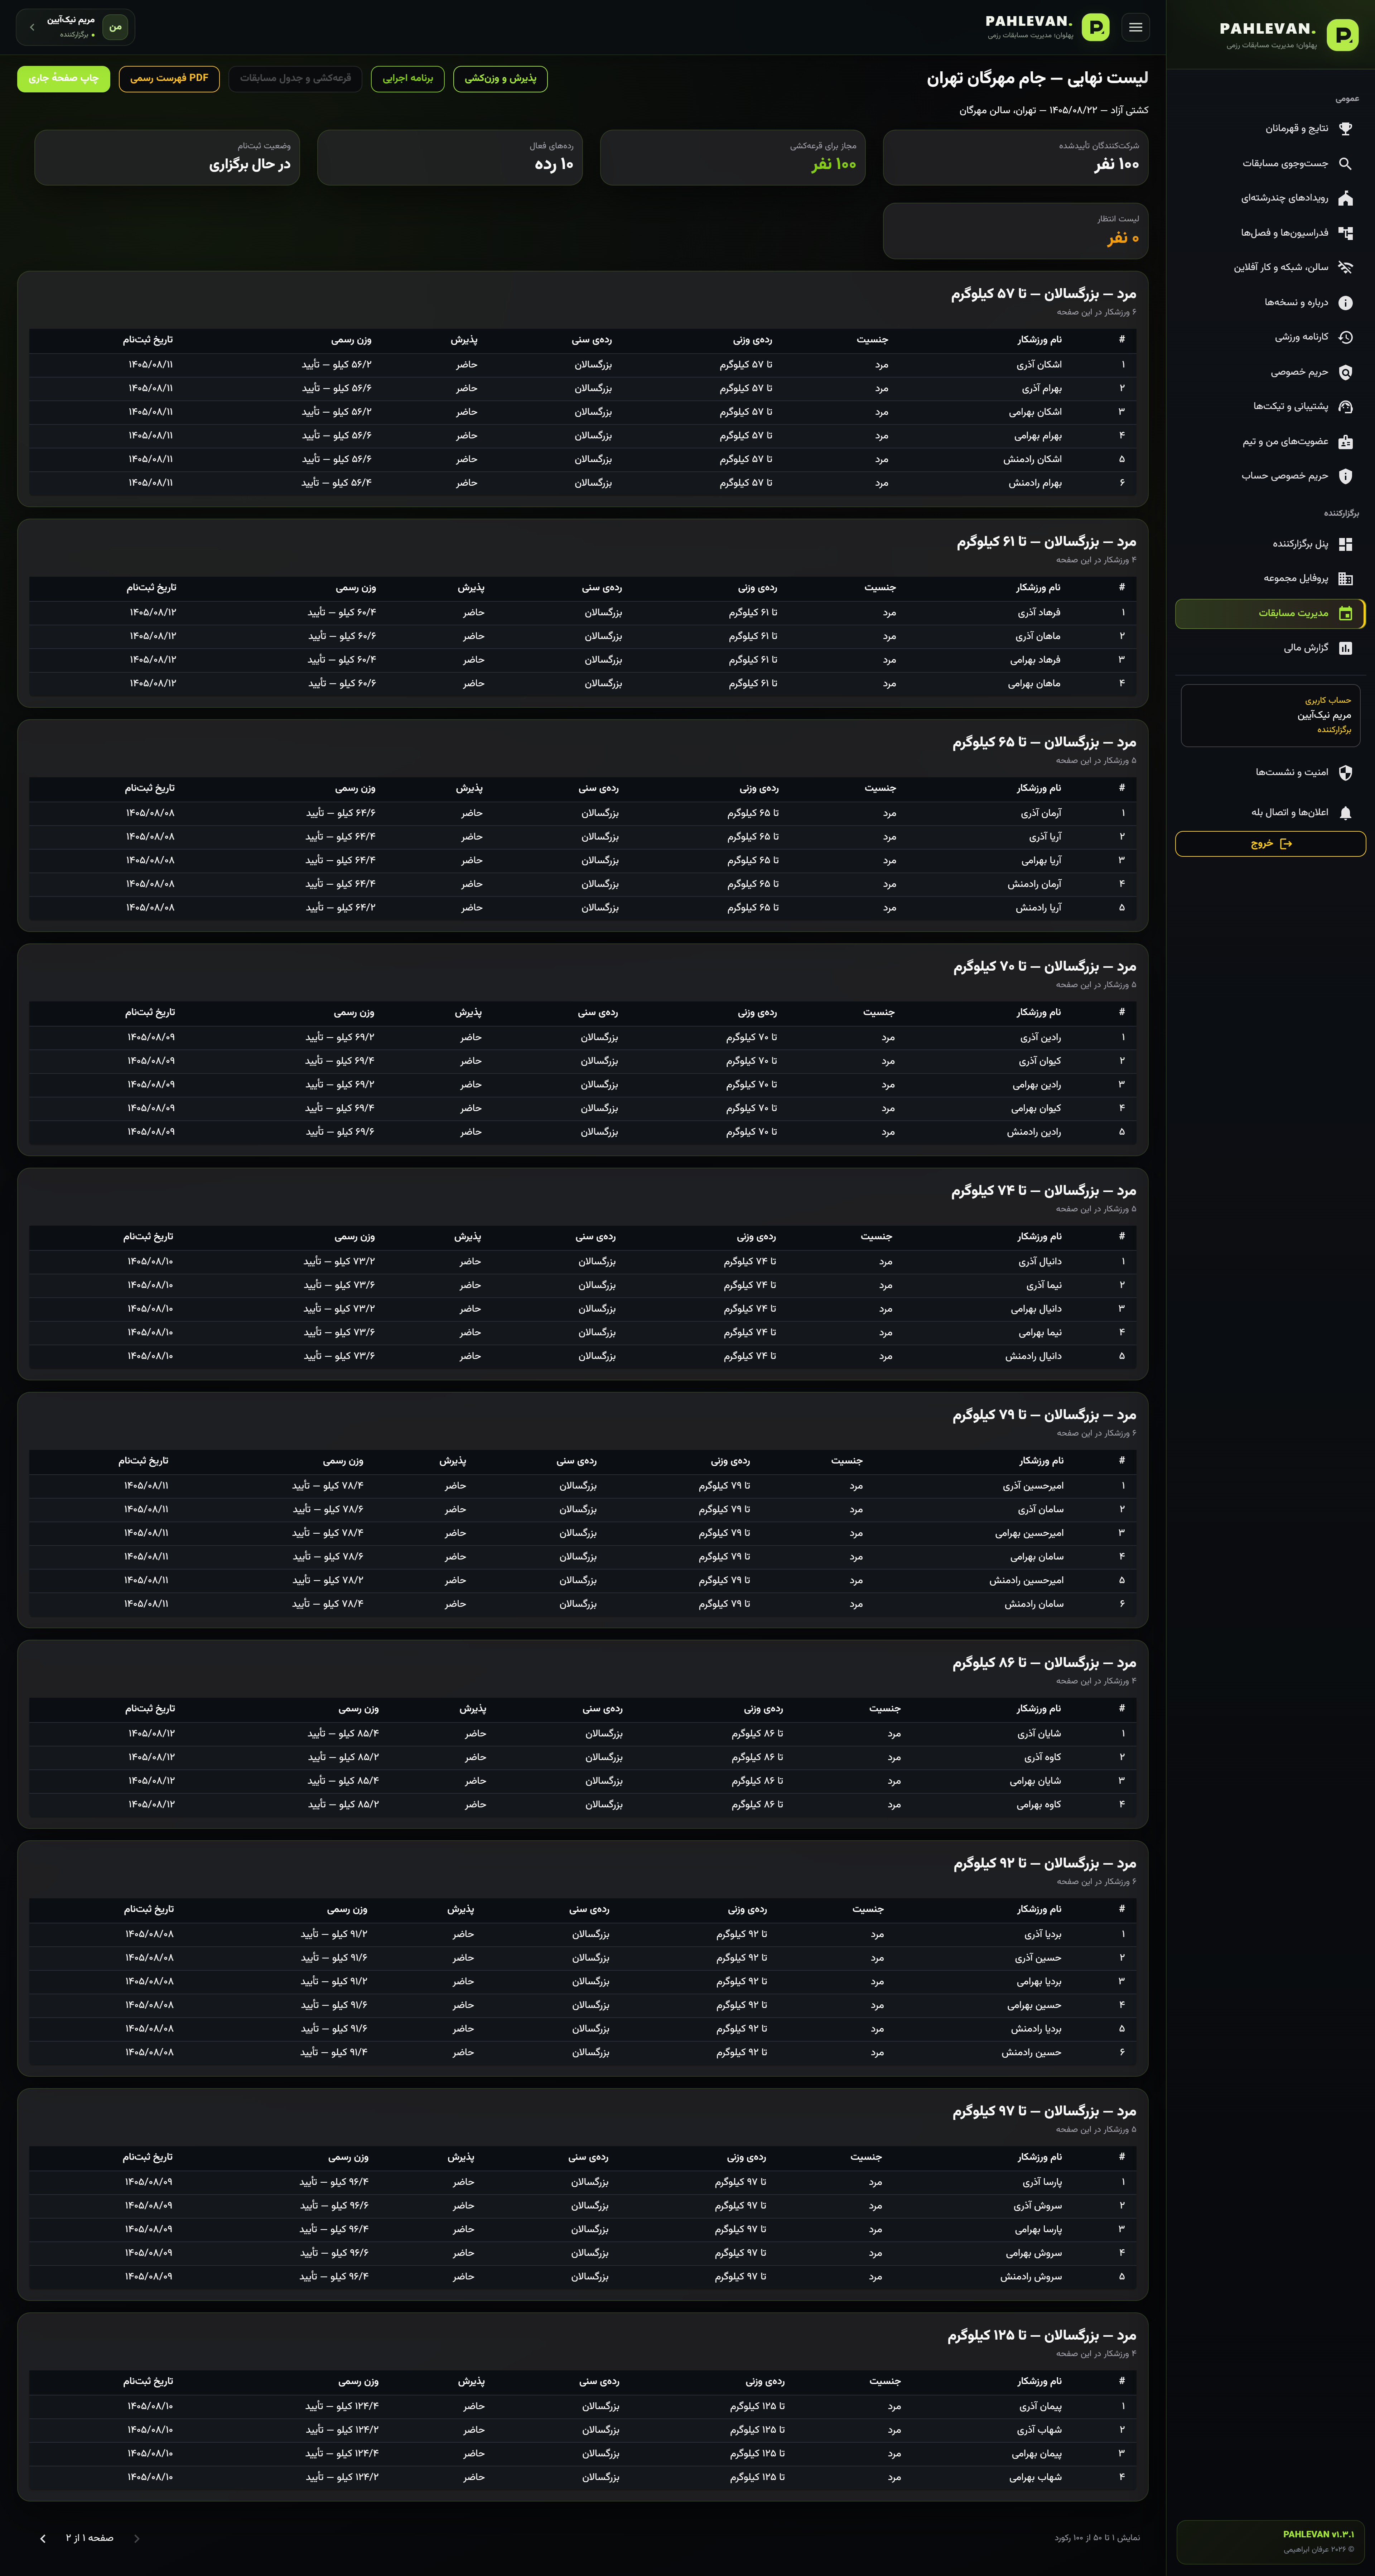 PAHLEVAN.
پهلوان؛ مدیریت مسابقات رزمی
عمومی
نتایج و قهرمانان
جست‌وجوی مسابقات
رویدادهای چندرشته‌ای
فدراسیون‌ها و فصل‌ها
سالن، شبکه و کار آفلاین
درباره و نسخه‌ها
کارنامه ورزشی
حریم خصوصی
پشتیبانی و تیکت‌ها
عضویت‌های من و تیم
حریم خصوصی حساب
برگزارکننده
پنل برگزارکننده
پروفایل مجموعه
مدیریت مسابقات
گزارش مالی
حساب کاربری
مریم نیک‌آیین
برگزارکننده
امنیت و نشست‌ها
اعلان‌ها و اتصال بله
خروج
PAHLEVAN v۱.۳.۱
© ۲۰۲۶ عرفان ابراهیمی
PAHLEVAN.
پهلوان؛ مدیریت مسابقات رزمی
من مریم نیک‌آیین
برگزارکننده
لیست نهایی — جام مهرگان تهران
پذیرش و وزن‌کشی برنامه اجرایی قرعه‌کشی و جدول مسابقات PDF فهرست رسمی چاپ صفحهٔ جاری
کشتی آزاد — ۱۴۰۵/۰۸/۲۲ — تهران، سالن مهرگان
شرکت‌کنندگان تأییدشده
۱۰۰ نفر
مجاز برای قرعه‌کشی
۱۰۰ نفر
رده‌های فعال
۱۰ رده
وضعیت ثبت‌نام
در حال برگزاری
لیست انتظار
۰ نفر
مرد — بزرگسالان — تا ۵۷ کیلوگرم
۶ ورزشکار در این صفحه
# نام ورزشکار جنسیت رده‌ی وزنی رده‌ی سنی پذیرش وزن رسمی تاریخ ثبت‌نام
۱ اشکان آذری مرد تا ۵۷ کیلوگرم بزرگسالان حاضر ۵۶/۲ کیلو — تأیید ۱۴۰۵/۰۸/۱۱
۲ بهرام آذری مرد تا ۵۷ کیلوگرم بزرگسالان حاضر ۵۶/۶ کیلو — تأیید ۱۴۰۵/۰۸/۱۱
۳ اشکان بهرامی مرد تا ۵۷ کیلوگرم بزرگسالان حاضر ۵۶/۲ کیلو — تأیید ۱۴۰۵/۰۸/۱۱
۴ بهرام بهرامی مرد تا ۵۷ کیلوگرم بزرگسالان حاضر ۵۶/۶ کیلو — تأیید ۱۴۰۵/۰۸/۱۱
۵ اشکان رادمنش مرد تا ۵۷ کیلوگرم بزرگسالان حاضر ۵۶/۶ کیلو — تأیید ۱۴۰۵/۰۸/۱۱
۶ بهرام رادمنش مرد تا ۵۷ کیلوگرم بزرگسالان حاضر ۵۶/۴ کیلو — تأیید ۱۴۰۵/۰۸/۱۱
مرد — بزرگسالان — تا ۶۱ کیلوگرم
۴ ورزشکار در این صفحه
# نام ورزشکار جنسیت رده‌ی وزنی رده‌ی سنی پذیرش وزن رسمی تاریخ ثبت‌نام
۱ فرهاد آذری مرد تا ۶۱ کیلوگرم بزرگسالان حاضر ۶۰/۴ کیلو — تأیید ۱۴۰۵/۰۸/۱۲
۲ ماهان آذری مرد تا ۶۱ کیلوگرم بزرگسالان حاضر ۶۰/۶ کیلو — تأیید ۱۴۰۵/۰۸/۱۲
۳ فرهاد بهرامی مرد تا ۶۱ کیلوگرم بزرگسالان حاضر ۶۰/۴ کیلو — تأیید ۱۴۰۵/۰۸/۱۲
۴ ماهان بهرامی مرد تا ۶۱ کیلوگرم بزرگسالان حاضر ۶۰/۶ کیلو — تأیید ۱۴۰۵/۰۸/۱۲
مرد — بزرگسالان — تا ۶۵ کیلوگرم
۵ ورزشکار در این صفحه
# نام ورزشکار جنسیت رده‌ی وزنی رده‌ی سنی پذیرش وزن رسمی تاریخ ثبت‌نام
۱ آرمان آذری مرد تا ۶۵ کیلوگرم بزرگسالان حاضر ۶۴/۶ کیلو — تأیید ۱۴۰۵/۰۸/۰۸
۲ آریا آذری مرد تا ۶۵ کیلوگرم بزرگسالان حاضر ۶۴/۴ کیلو — تأیید ۱۴۰۵/۰۸/۰۸
۳ آریا بهرامی مرد تا ۶۵ کیلوگرم بزرگسالان حاضر ۶۴/۴ کیلو — تأیید ۱۴۰۵/۰۸/۰۸
۴ آرمان رادمنش مرد تا ۶۵ کیلوگرم بزرگسالان حاضر ۶۴/۴ کیلو — تأیید ۱۴۰۵/۰۸/۰۸
۵ آریا رادمنش مرد تا ۶۵ کیلوگرم بزرگسالان حاضر ۶۴/۲ کیلو — تأیید ۱۴۰۵/۰۸/۰۸
مرد — بزرگسالان — تا ۷۰ کیلوگرم
۵ ورزشکار در این صفحه
# نام ورزشکار جنسیت رده‌ی وزنی رده‌ی سنی پذیرش وزن رسمی تاریخ ثبت‌نام
۱ رادین آذری مرد تا ۷۰ کیلوگرم بزرگسالان حاضر ۶۹/۲ کیلو — تأیید ۱۴۰۵/۰۸/۰۹
۲ کیوان آذری مرد تا ۷۰ کیلوگرم بزرگسالان حاضر ۶۹/۴ کیلو — تأیید ۱۴۰۵/۰۸/۰۹
۳ رادین بهرامی مرد تا ۷۰ کیلوگرم بزرگسالان حاضر ۶۹/۲ کیلو — تأیید ۱۴۰۵/۰۸/۰۹
۴ کیوان بهرامی مرد تا ۷۰ کیلوگرم بزرگسالان حاضر ۶۹/۴ کیلو — تأیید ۱۴۰۵/۰۸/۰۹
۵ رادین رادمنش مرد تا ۷۰ کیلوگرم بزرگسالان حاضر ۶۹/۶ کیلو — تأیید ۱۴۰۵/۰۸/۰۹
مرد — بزرگسالان — تا ۷۴ کیلوگرم
۵ ورزشکار در این صفحه
# نام ورزشکار جنسیت رده‌ی وزنی رده‌ی سنی پذیرش وزن رسمی تاریخ ثبت‌نام
۱ دانیال آذری مرد تا ۷۴ کیلوگرم بزرگسالان حاضر ۷۳/۲ کیلو — تأیید ۱۴۰۵/۰۸/۱۰
۲ نیما آذری مرد تا ۷۴ کیلوگرم بزرگسالان حاضر ۷۳/۶ کیلو — تأیید ۱۴۰۵/۰۸/۱۰
۳ دانیال بهرامی مرد تا ۷۴ کیلوگرم بزرگسالان حاضر ۷۳/۲ کیلو — تأیید ۱۴۰۵/۰۸/۱۰
۴ نیما بهرامی مرد تا ۷۴ کیلوگرم بزرگسالان حاضر ۷۳/۶ کیلو — تأیید ۱۴۰۵/۰۸/۱۰
۵ دانیال رادمنش مرد تا ۷۴ کیلوگرم بزرگسالان حاضر ۷۳/۶ کیلو — تأیید ۱۴۰۵/۰۸/۱۰
مرد — بزرگسالان — تا ۷۹ کیلوگرم
۶ ورزشکار در این صفحه
# نام ورزشکار جنسیت رده‌ی وزنی رده‌ی سنی پذیرش وزن رسمی تاریخ ثبت‌نام
۱ امیرحسین آذری مرد تا ۷۹ کیلوگرم بزرگسالان حاضر ۷۸/۴ کیلو — تأیید ۱۴۰۵/۰۸/۱۱
۲ سامان آذری مرد تا ۷۹ کیلوگرم بزرگسالان حاضر ۷۸/۶ کیلو — تأیید ۱۴۰۵/۰۸/۱۱
۳ امیرحسین بهرامی مرد تا ۷۹ کیلوگرم بزرگسالان حاضر ۷۸/۴ کیلو — تأیید ۱۴۰۵/۰۸/۱۱
۴ سامان بهرامی مرد تا ۷۹ کیلوگرم بزرگسالان حاضر ۷۸/۶ کیلو — تأیید ۱۴۰۵/۰۸/۱۱
۵ امیرحسین رادمنش مرد تا ۷۹ کیلوگرم بزرگسالان حاضر ۷۸/۲ کیلو — تأیید ۱۴۰۵/۰۸/۱۱
۶ سامان رادمنش مرد تا ۷۹ کیلوگرم بزرگسالان حاضر ۷۸/۴ کیلو — تأیید ۱۴۰۵/۰۸/۱۱
مرد — بزرگسالان — تا ۸۶ کیلوگرم
۴ ورزشکار در این صفحه
# نام ورزشکار جنسیت رده‌ی وزنی رده‌ی سنی پذیرش وزن رسمی تاریخ ثبت‌نام
۱ شایان آذری مرد تا ۸۶ کیلوگرم بزرگسالان حاضر ۸۵/۴ کیلو — تأیید ۱۴۰۵/۰۸/۱۲
۲ کاوه آذری مرد تا ۸۶ کیلوگرم بزرگسالان حاضر ۸۵/۲ کیلو — تأیید ۱۴۰۵/۰۸/۱۲
۳ شایان بهرامی مرد تا ۸۶ کیلوگرم بزرگسالان حاضر ۸۵/۴ کیلو — تأیید ۱۴۰۵/۰۸/۱۲
۴ کاوه بهرامی مرد تا ۸۶ کیلوگرم بزرگسالان حاضر ۸۵/۲ کیلو — تأیید ۱۴۰۵/۰۸/۱۲
مرد — بزرگسالان — تا ۹۲ کیلوگرم
۶ ورزشکار در این صفحه
# نام ورزشکار جنسیت رده‌ی وزنی رده‌ی سنی پذیرش وزن رسمی تاریخ ثبت‌نام
۱ بردیا آذری مرد تا ۹۲ کیلوگرم بزرگسالان حاضر ۹۱/۲ کیلو — تأیید ۱۴۰۵/۰۸/۰۸
۲ حسین آذری مرد تا ۹۲ کیلوگرم بزرگسالان حاضر ۹۱/۶ کیلو — تأیید ۱۴۰۵/۰۸/۰۸
۳ بردیا بهرامی مرد تا ۹۲ کیلوگرم بزرگسالان حاضر ۹۱/۲ کیلو — تأیید ۱۴۰۵/۰۸/۰۸
۴ حسین بهرامی مرد تا ۹۲ کیلوگرم بزرگسالان حاضر ۹۱/۶ کیلو — تأیید ۱۴۰۵/۰۸/۰۸
۵ بردیا رادمنش مرد تا ۹۲ کیلوگرم بزرگسالان حاضر ۹۱/۶ کیلو — تأیید ۱۴۰۵/۰۸/۰۸
۶ حسین رادمنش مرد تا ۹۲ کیلوگرم بزرگسالان حاضر ۹۱/۴ کیلو — تأیید ۱۴۰۵/۰۸/۰۸
مرد — بزرگسالان — تا ۹۷ کیلوگرم
۵ ورزشکار در این صفحه
# نام ورزشکار جنسیت رده‌ی وزنی رده‌ی سنی پذیرش وزن رسمی تاریخ ثبت‌نام
۱ پارسا آذری مرد تا ۹۷ کیلوگرم بزرگسالان حاضر ۹۶/۴ کیلو — تأیید ۱۴۰۵/۰۸/۰۹
۲ سروش آذری مرد تا ۹۷ کیلوگرم بزرگسالان حاضر ۹۶/۶ کیلو — تأیید ۱۴۰۵/۰۸/۰۹
۳ پارسا بهرامی مرد تا ۹۷ کیلوگرم بزرگسالان حاضر ۹۶/۴ کیلو — تأیید ۱۴۰۵/۰۸/۰۹
۴ سروش بهرامی مرد تا ۹۷ کیلوگرم بزرگسالان حاضر ۹۶/۶ کیلو — تأیید ۱۴۰۵/۰۸/۰۹
۵ سروش رادمنش مرد تا ۹۷ کیلوگرم بزرگسالان حاضر ۹۶/۴ کیلو — تأیید ۱۴۰۵/۰۸/۰۹
مرد — بزرگسالان — تا ۱۲۵ کیلوگرم
۴ ورزشکار در این صفحه
# نام ورزشکار جنسیت رده‌ی وزنی رده‌ی سنی پذیرش وزن رسمی تاریخ ثبت‌نام
۱ پیمان آذری مرد تا ۱۲۵ کیلوگرم بزرگسالان حاضر ۱۲۴/۴ کیلو — تأیید ۱۴۰۵/۰۸/۱۰
۲ شهاب آذری مرد تا ۱۲۵ کیلوگرم بزرگسالان حاضر ۱۲۴/۲ کیلو — تأیید ۱۴۰۵/۰۸/۱۰
۳ پیمان بهرامی مرد تا ۱۲۵ کیلوگرم بزرگسالان حاضر ۱۲۴/۴ کیلو — تأیید ۱۴۰۵/۰۸/۱۰
۴ شهاب بهرامی مرد تا ۱۲۵ کیلوگرم بزرگسالان حاضر ۱۲۴/۲ کیلو — تأیید ۱۴۰۵/۰۸/۱۰
نمایش ۱ تا ۵۰ از ۱۰۰ رکورد
صفحه ۱ از ۲